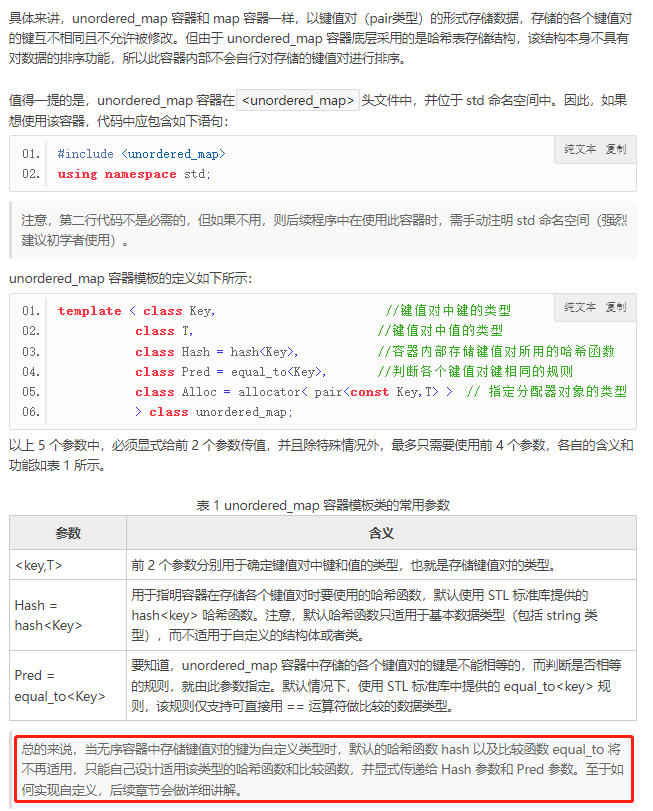 具体来讲，unordered_map 容器和 map 容器一样，以键值对（pair类型）的形式存储数据，存储的各个键值对
的键互不相同且不允许被修改。但由于 unordered_map 容器底层采用的是哈希表存储结构，该结构本身不具有
对数据的排序功能，所以此容器内部不会自行对存储的键值对进行排序。
值得一提的是，unordered_map 容器在 <unordered_map> 头文件中，并位于 std 命名空间中。因此，如果
想使用该容器，代码中应包含如下语句：
纯文本 复制
01. #include <unordered_map>
02. using namespace std;
注意，第二行代码不是必需的，但如果不用，则后续程序中在使用此容器时，需手动注明 std 命名空间（强烈
建议初学者使用）。
unordered_map 容器模板的定义如下所示：
纯文本 复制
01. template < class Key, //键值对中键的类型
02. class T, //键值对中值的类型
03. class Hash = hash<Key>, //容器内部存储键值对所用的哈希函数
04. class Pred = equal_to<Key>, //判断各个键值对键相同的规则
05. class Alloc = allocator< pair<const Key,T> > // 指定分配器对象的类型
06. > class unordered_map;
以上 5 个参数中，必须显式给前 2 个参数传值，并且除特殊情况外，最多只需要使用前 4 个参数，各自的含义和
功能如表 1 所示。
表 1 unordered_map 容器模板类的常用参数
参数 含义
<key,T> 前 2 个参数分别用于确定键值对中键和值的类型，也就是存储键值对的类型。
Hash =
hash<Key>
用于指明容器在存储各个键值对时要使用的哈希函数，默认使用 STL 标准库提供的
hash<key> 哈希函数。注意，默认哈希函数只适用于基本数据类型（包括 string 类
型），而不适用于自定义的结构体或者类。
Pred =
equal_to<Key>
要知道，unordered_map 容器中存储的各个键值对的键是不能相等的，而判断是否相等
的规则，就由此参数指定。默认情况下，使用 STL 标准库中提供的 equal_to<key> 规
则，该规则仅支持可直接用 == 运算符做比较的数据类型。
总的来说，当无序容器中存储键值对的键为自定义类型时，默认的哈希函数 hash 以及比较函数 equal_to 将
不再适用，只能自己设计适用该类型的哈希函数和比较函数，并显式传递给 Hash 参数和 Pred 参数。至于如
何实现自定义，后续章节会做详细讲解。